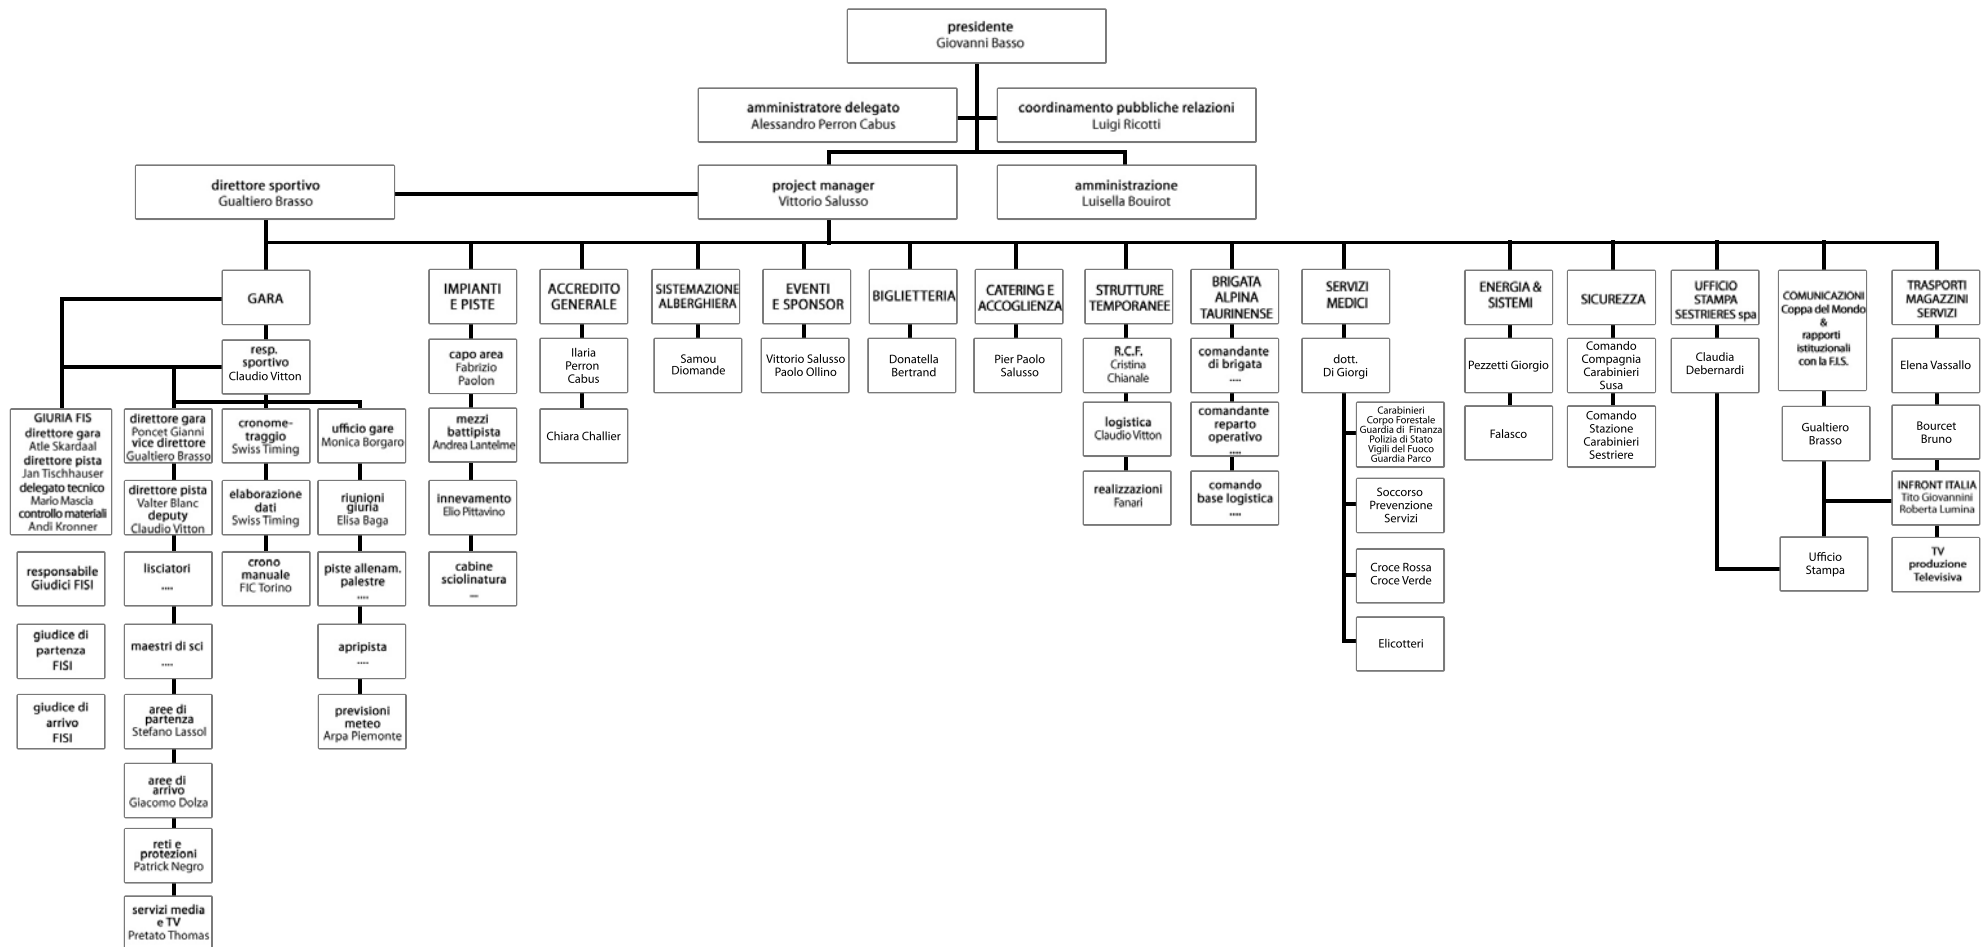 presidente
Giovanni Basso
amministratore delegato
Alessandro Perron Cabus
coordinamento pubbliche relazioni
Luigi Ricotti
direttore sportivo
Gualtiero Brasso
project manager
Vittorio Salusso
amministrazione
Luisella Bouirot
GARA
resp.
sportivo
Claudio Vitton
GIURIA FIS
direttore gara
Atle Skardaal
direttore pista
Jan Tischhauser
delegato tecnico
Mario Mascia
controllo materiali
Andi Kronner
responsabile
Giudici FISI
giudice di
partenza
FISI
giudice di
arrivo
FISI
direttore gara
Poncet Gianni
vice direttore
Gualtiero Brasso
direttore pista
Valter Blanc
deputy
Claudio Vitton
lisciatori
....
maestri di sci
....
aree di
partenza
Stefano Lassol
aree di
arrivo
Giacomo Dolza
reti e
protezioni
Patrick Negro
servizi media
e TV
Pretato Thomas
cronome-
traggio
Swiss Timing
elaborazione
dati
Swiss Timing
crono
manuale
FIC Torino
ufficio gare
Monica Borgaro
riunioni
giuria
Elisa Baga
piste allenam.
palestre
....
apripista
....
previsioni
meteo
Arpa Piemonte
IMPIANTI
E PISTE
capo area
Fabrizio
Paolon
mezzi
battipista
Andrea Lantelme
innevamento
Elio Pittavino
cabine
sciolinatura
...
ACCREDITO
GENERALE
Ilaria
Perron
Cabus
Chiara Challier
SISTEMAZIONE
ALBERGHIERA
Samou
Diomande
EVENTI
E SPONSOR
Vittorio Salusso
Paolo Ollino
BIGLIETTERIA
Donatella
Bertrand
CATERING E
ACCOGLIENZA
Pier Paolo
Salusso
STRUTTURE
TEMPORANEE
R.C.F.
Cristina
Chianale
logistica
Claudio Vitton
realizzazioni
Fanari
BRIGATA
ALPINA
TAURINENSE
comandante
di brigata
....
comandante
reparto
operativo
....
comando
base logistica
....
SERVIZI
MEDICI
dott.
Di Giorgi
Carabinieri
Corpo Forestale
Guardia di Finanza
Polizia di Stato
Vigili del Fuoco
Guardia Parco
Soccorso
Prevenzione
Servizi
Croce Rossa
Croce Verde
Elicotteri
ENERGIA &
SISTEMI
Pezzetti Giorgio
Falasco
SICUREZZA
Comando
Compagnia
Carabinieri
Susa
Comando
Stazione
Carabinieri
Sestriere
UFFICIO
STAMPA
SESTRIERES spa
Claudia
Debernardi
COMUNICAZIONI
Coppa del Mondo
&
rapporti
istituzionali
con la F.I.S.
Gualtiero
Brasso
Ufficio
Stampa
TRASPORTI
MAGAZZINI
SERVIZI
Elena Vassallo
Bourcet
Bruno
INFRONT ITALIA
Tito Giovannini
Roberta Lumina
TV
produzione
Televisiva